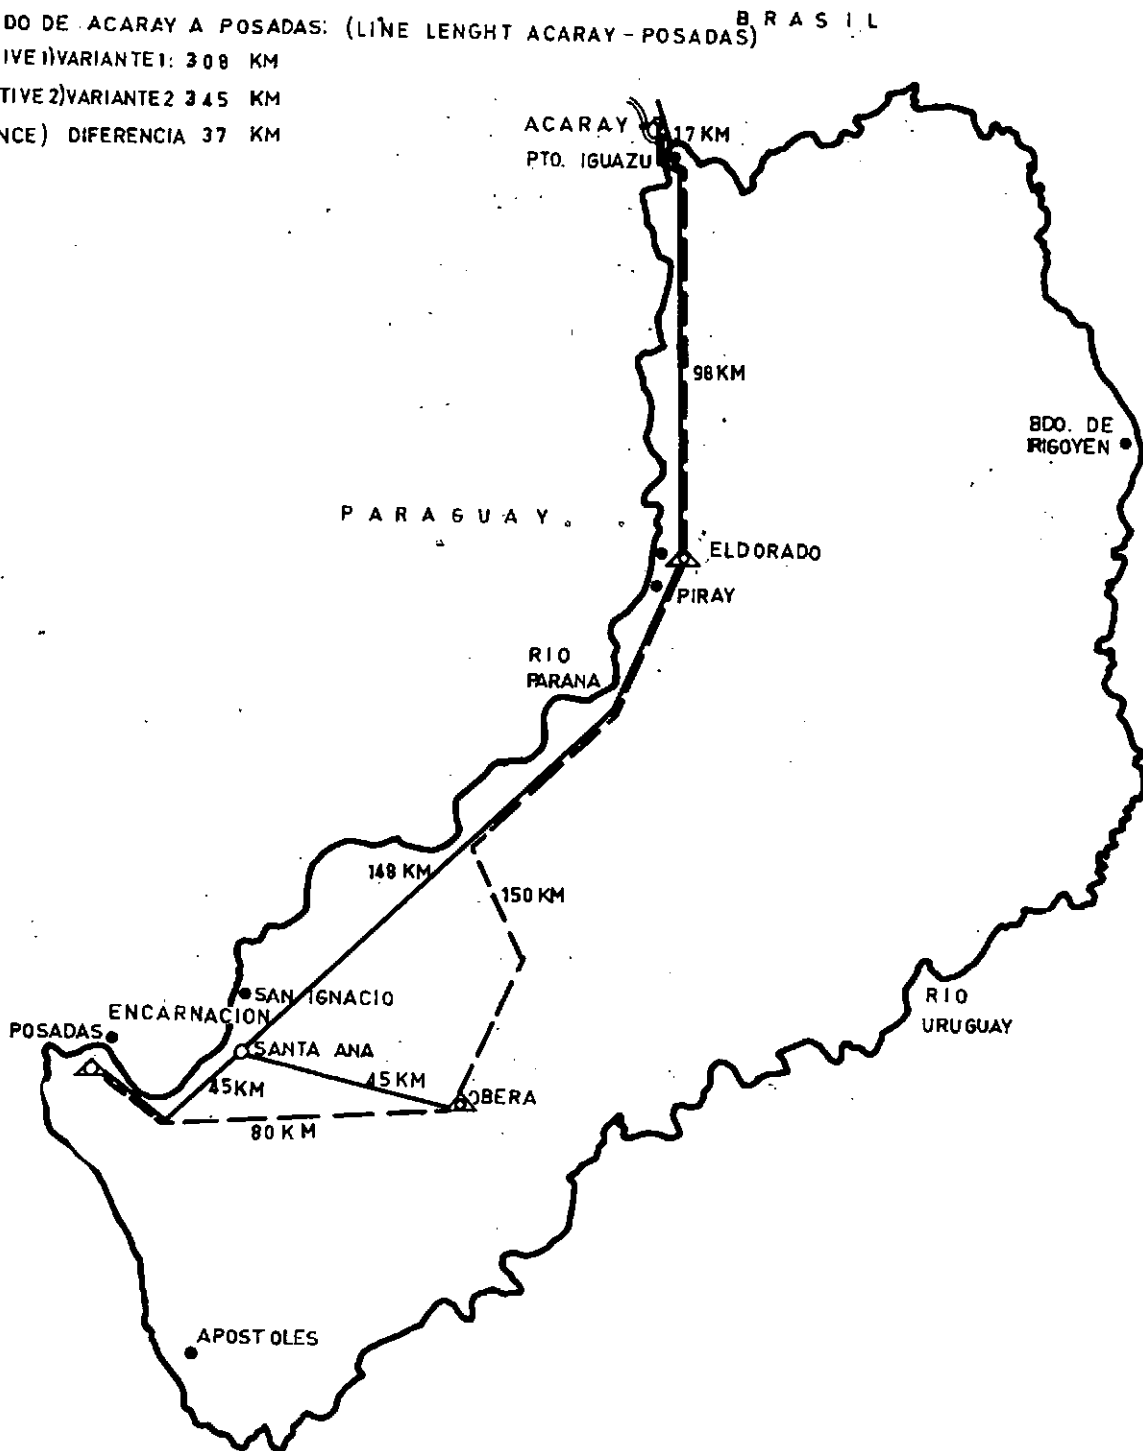 DO DE ACARAY A POSADAS: (LINE LENGHT ACARAY - POSADAS)
BRASIL
IVE 1) VARIANTE 1: 308 KM
TIVE 2) VARIANTE 2 345 KM
NCE) DIFERENCIA 37 KM
ACARAY
17 KM
PTO. IGUAZU
98 KM
BDO. DE
IRIGOYEN
PARAGUAY
ELDORADO
PIRAY
RIO
PARANA
148 KM
150 KM
SAN IGNACIO
ENCARNACION
POSADAS
SANTA ANA
45 KM
45 KM
OBERA
80 KM
RIO
URUGUAY
APOSTOLES